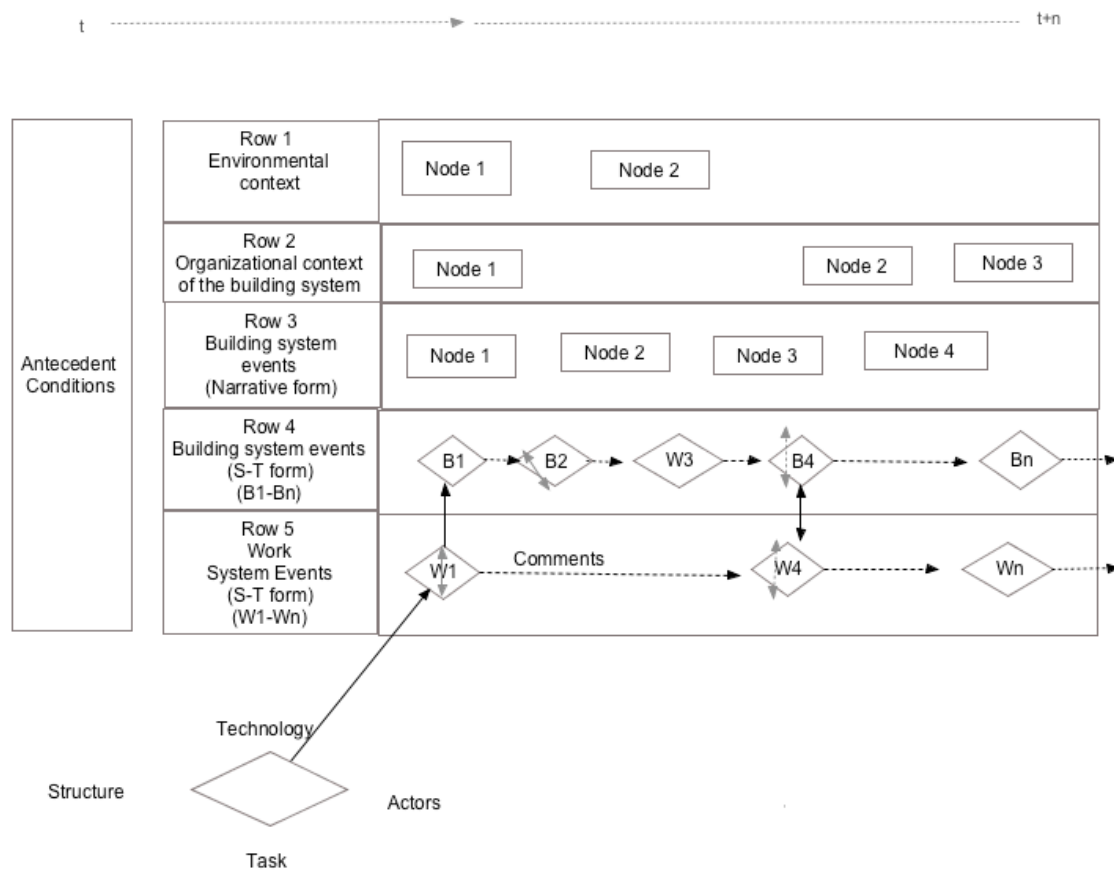 t
t+n
Antecedent
Conditions
Row 1
Environmental
context
Node 1
Node 2
Row 2
Organizational context
of the building system
Node 1
Node 2
Node 3
Row 3
Building system
events
(Narrative form)
Node 1
Node 2
Node 3
Node 4
Row 4
Building system events
(S-T form)
(B1-Bn)
B1
B2
W3
B4
Bn
Row 5
Work
System Events
(S-T form)
(W1-Wn)
W1
Comments
W4
Wn
Technology
Structure
Actors
Task